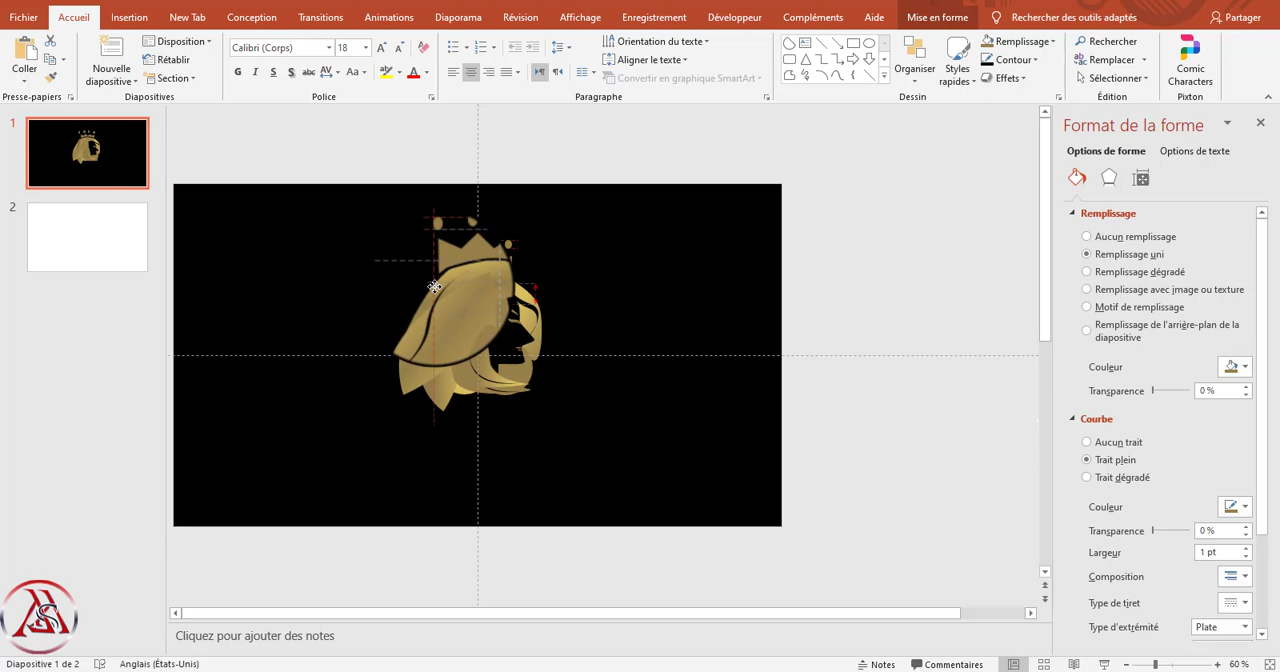 Fichier Accueil Insertion New Tab Conception Transitions Animations Diaporama Révision Affichage Enregistrement Développeur Compléments Aide Mise en forme Rechercher des outils adaptés Partager
Coller
Presse-papiers
Nouvelle diapositive
Disposition
Rétablir
Section
Diapositives
Calibri (Corps) 18
G I S S abc AV Aa A
Police
Orientation du texte
Aligner le texte
Convertir en graphique SmartArt
Paragraphe
Organiser
Styles rapides
Remplissage
Contour
Effets
Dessin
Rechercher
Remplacer
Sélectionner
Édition
Comic Characters
Pixton
1
2
Format de la forme
Options de forme Options de texte
Remplissage
Aucun remplissage
Remplissage uni
Remplissage dégradé
Remplissage avec image ou texture
Motif de remplissage
Remplissage de l'arrière-plan de la diapositive
Couleur
Transparence 0 %
Courbe
Aucun trait
Trait plein
Trait dégradé
Couleur
Transparence 0 %
Largeur 1 pt
Composition
Type de tiret
Type d'extrémité Plate
Cliquez pour ajouter des notes
Diapositive 1 de 2 Anglais (États-Unis) Notes Commentaires 60 %